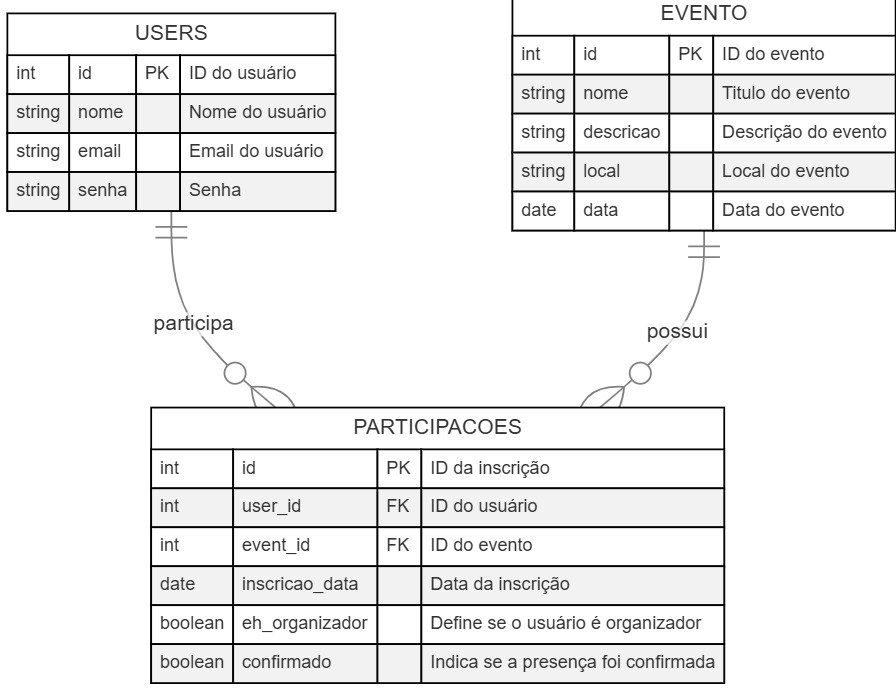 USERS
int id PK ID do usuário
string nome Nome do usuário
string email Email do usuário
string senha Senha
EVENTO
int id PK ID do evento
string nome Titulo do evento
string descricao Descrição do evento
string local Local do evento
date data Data do evento
participa
possui
PARTICIPACOES
int id PK ID da inscrição
int user_id FK ID do usuário
int event_id FK ID do evento
date inscricao_data Data da inscrição
boolean eh_organizador Define se o usuário é organizador
boolean confirmado Indica se a presença foi confirmada